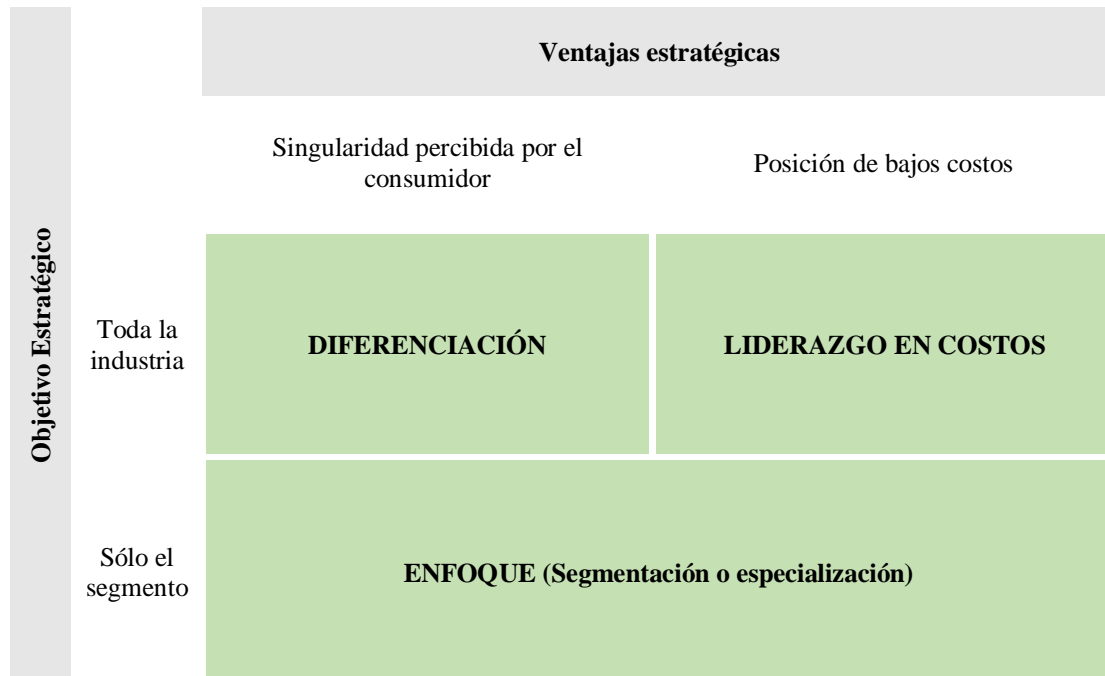 Ventajas estratégicas
Singularidad percibida por el
consumidor
Posición de bajos costos
Objetivo Estratégico
Toda la
industria
DIFERENCIACIÓN
LIDERAZGO EN COSTOS
Sólo el
segmento
ENFOQUE (Segmentación o especialización)